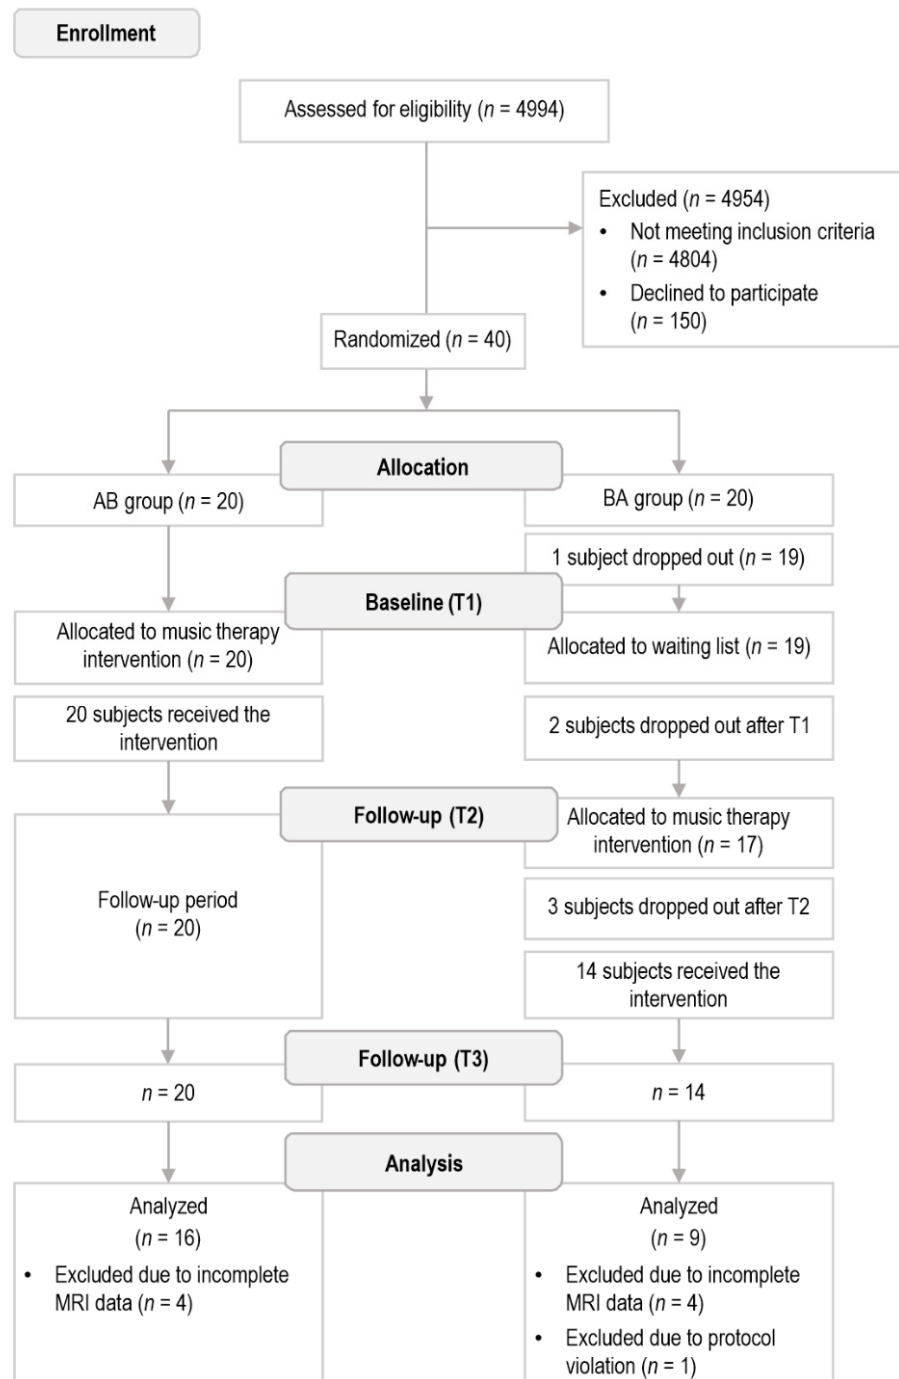 Enrollment
Assessed for eligibility (n = 4994)
Excluded (n = 4954)
• Not meeting inclusion criteria
(n = 4804)
• Declined to participate
(n = 150)
Randomized (n = 40)
Allocation
AB group (n = 20)
BA group (n = 20)
1 subject dropped out (n = 19)
Baseline (T1)
Allocated to music therapy
intervention (n = 20)
Allocated to waiting list (n = 19)
20 subjects received the
intervention
2 subjects dropped out after T1
Follow-up (T2)
Allocated to music therapy
intervention (n = 17)
Follow-up period
(n = 20)
3 subjects dropped out after T2
14 subjects received the
intervention
Follow-up (T3)
n = 20
n = 14
Analysis
Analyzed
(n = 16)
• Excluded due to incomplete
MRI data (n = 4)
Analyzed
(n = 9)
• Excluded due to incomplete
MRI data (n = 4)
• Excluded due to protocol
violation (n = 1)